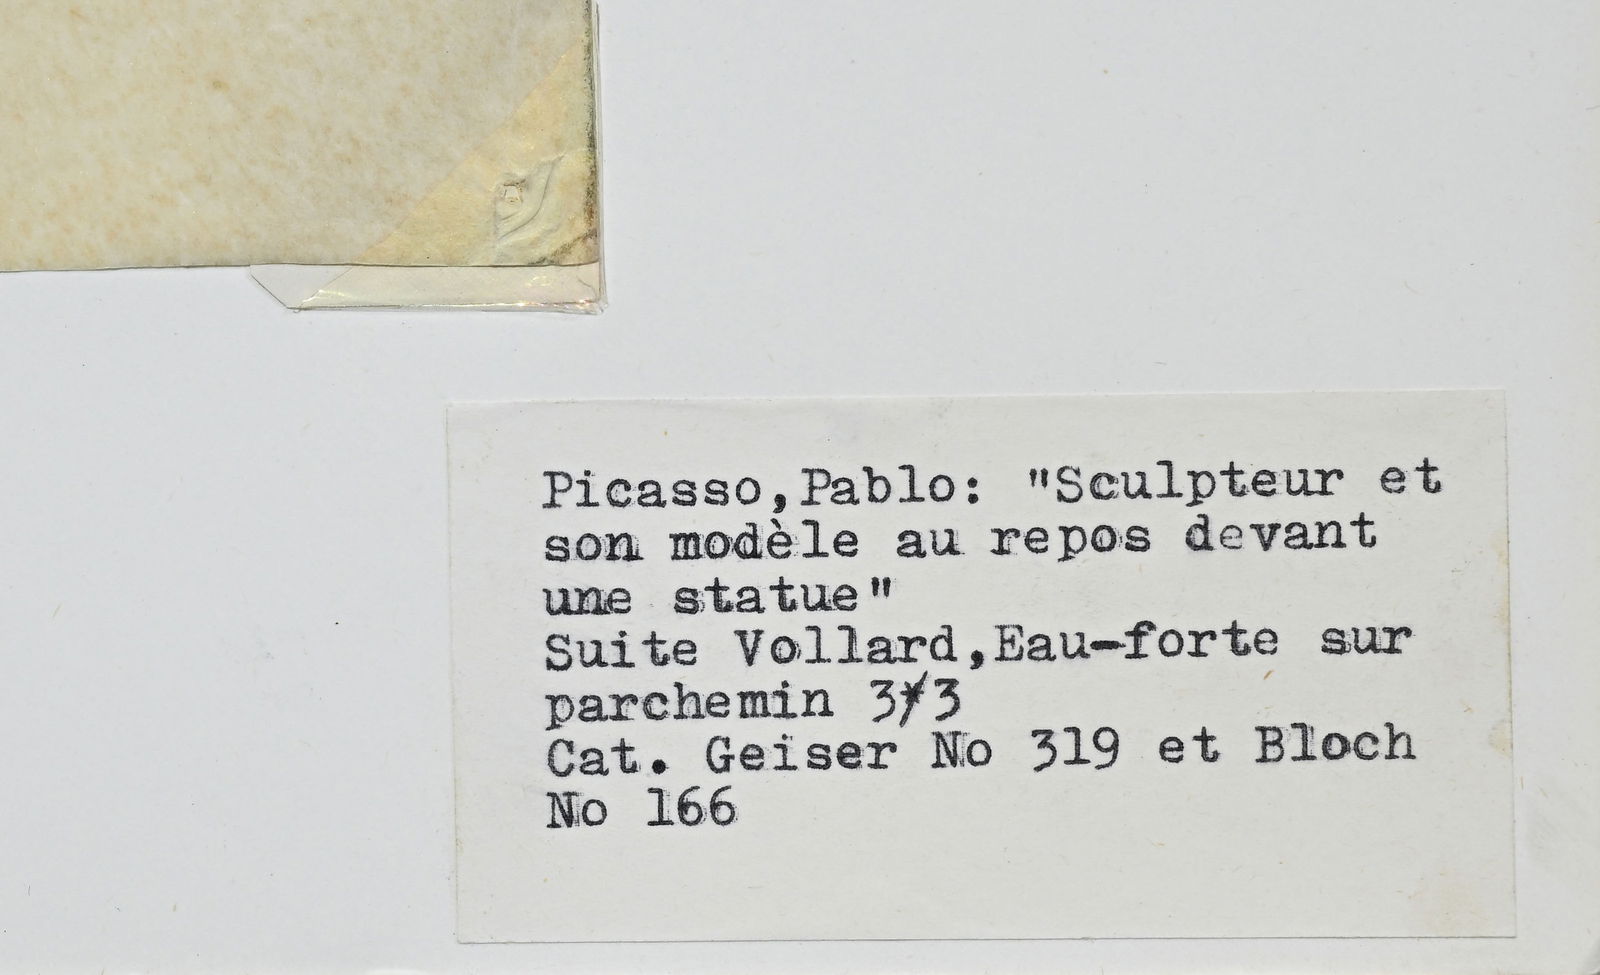 Picasso,Pablo: "Sculpteur et
son modèle au repos devant
une statue"
Suite Vollard,Eau-forte sur
parchemin 3/3
Cat. Geiser No 319 et Bloch
No 166